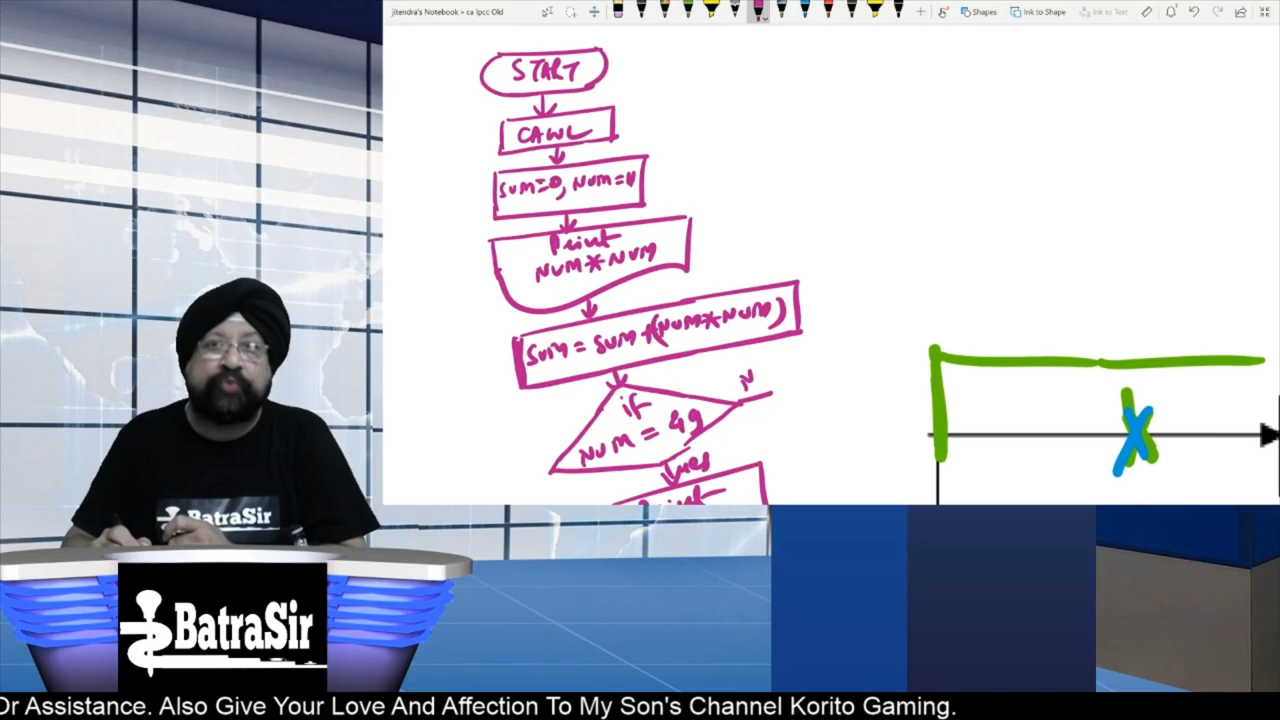 jitendra's Notebook » ca Ipcc Old
Shapes
Ink to Shape
Ink to Text
START
CAWL
SUM=0, NUM=1
Print
NUM*NUM
SUM = SUM+(NUM*NUM)
if
NUM = 49
N
yes
Print
BatraSir
BatraSir
Or Assistance. Also Give Your Love And Affection To My Son's Channel Korito Gaming.